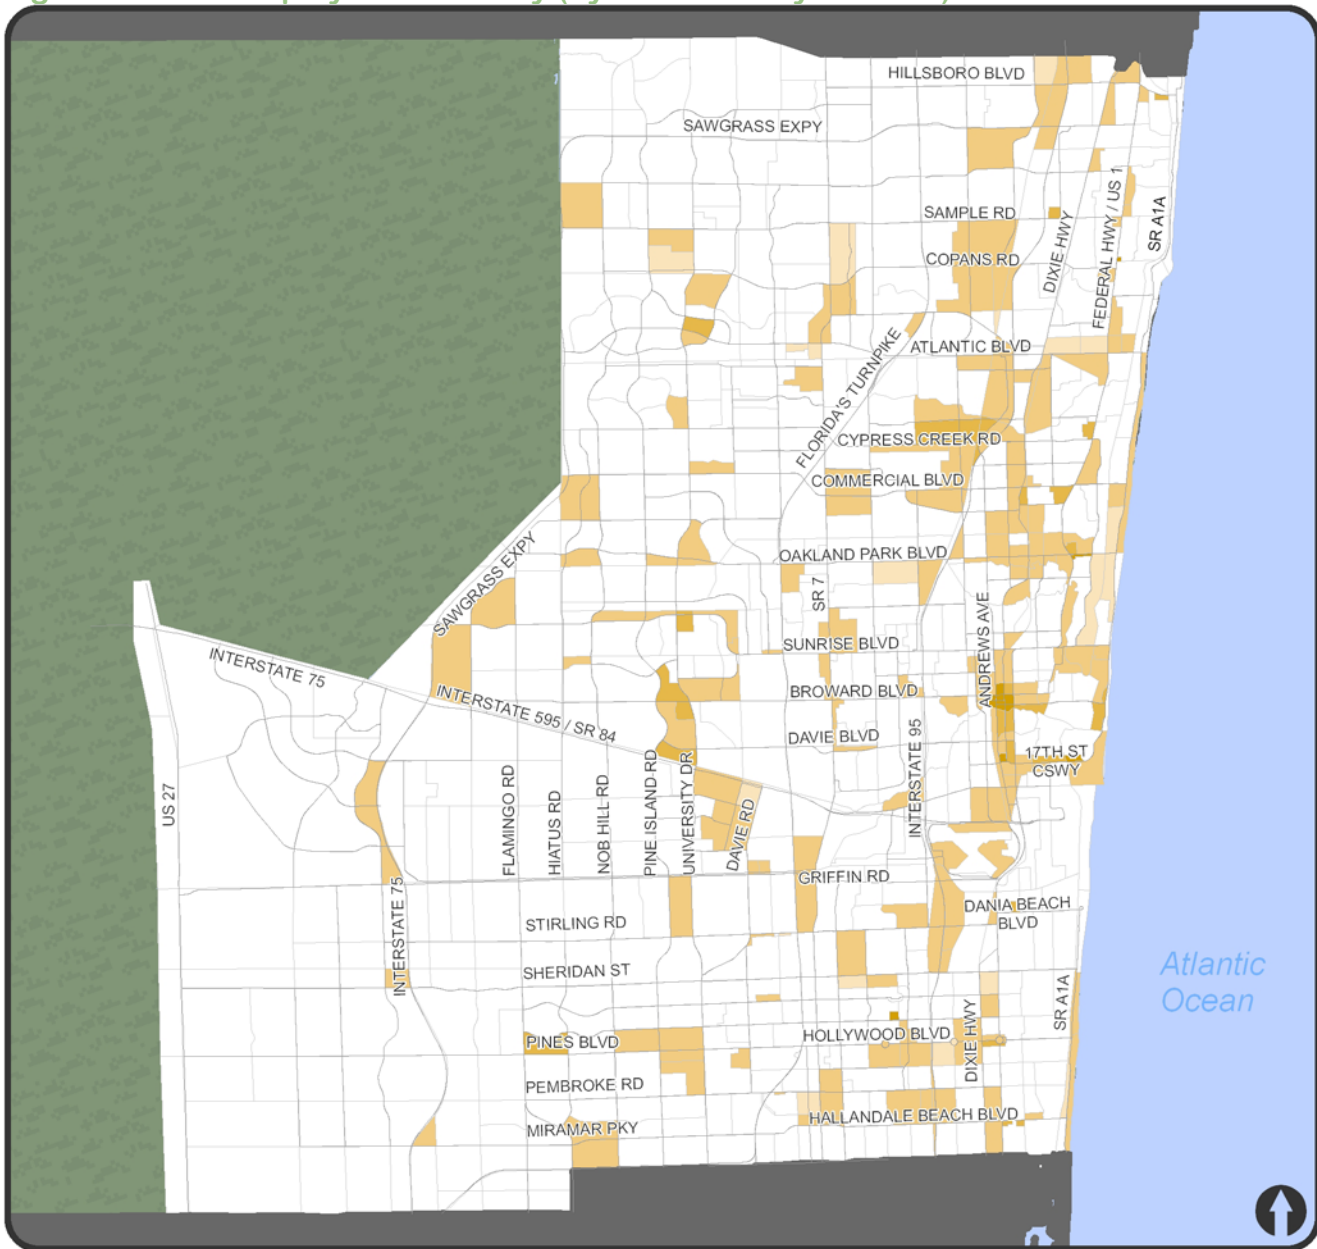 HILLSBORO BLVD
SAWGRASS EXPY
SAMPLE RD
COPANS RD
DIXIE HWY
FEDERAL HWY / US 1
SR A1A
ATLANTIC BLVD
FLORIDA'S TURNPIKE
CYPRESS CREEK RD
COMMERCIAL BLVD
OAKLAND PARK BLVD
SAWGRASS EXPY
SR 7
ANDREWS AVE
SUNRISE BLVD
INTERSTATE 75
INTERSTATE 595 / SR 84
BROWARD BLVD
DAVIE BLVD
17TH ST
CSWY
US 27
FLAMINGO RD
HIATUS RD
NOB HILL RD
PINE ISLAND RD
UNIVERSITY DR
DAVIE RD
INTERSTATE 95
GRIFFIN RD
INTERSTATE 75
STIRLING RD
DANIA BEACH
BLVD
SHERIDAN ST
Atlantic
Ocean
SR A1A
PINES BLVD
HOLLYWOOD BLVD
DIXIE HWY
PEMBROKE RD
HALLANDALE BEACH BLVD
MIRAMAR PKY